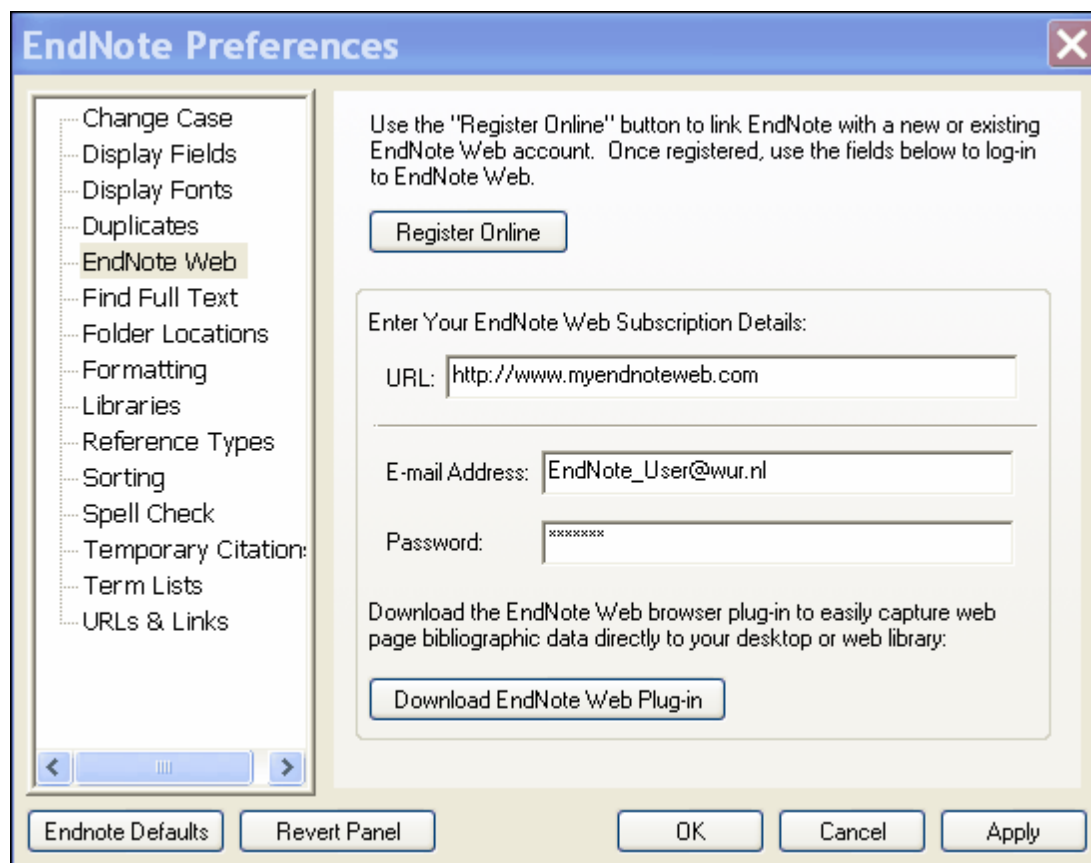 EndNote Preferences
Change Case
Display Fields
Display Fonts
Duplicates
EndNote Web
Find Full Text
Folder Locations
Formatting
Libraries
Reference Types
Sorting
Spell Check
Temporary Citation
Term Lists
URLs & Links
Use the "Register Online" button to link EndNote with a new or existing
EndNote Web account. Once registered, use the fields below to log-in
to EndNote Web.
Register Online
Enter Your EndNote Web Subscription Details:
URL: http://www.myendnoteweb.com
E-mail Address: EndNote_User@wur.nl
Password: *******
Download the EndNote Web browser plug-in to easily capture web
page bibliographic data directly to your desktop or web library:
Download EndNote Web Plug-in
Endnote Defaults Revert Panel OK Cancel Apply